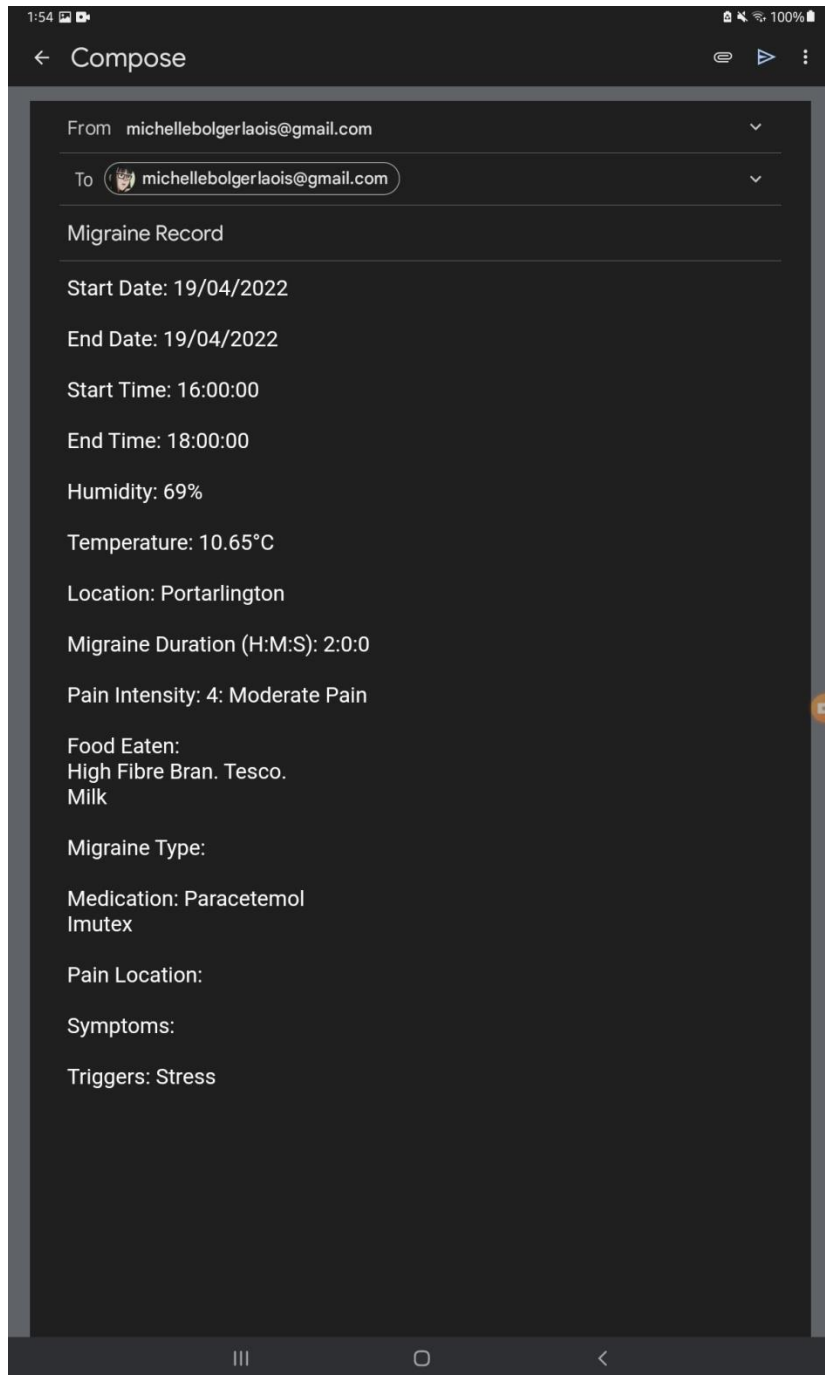 1:54
100%
Compose
From michellebolgerlaois@gmail.com
To michellebolgerlaois@gmail.com
Migraine Record
Start Date: 19/04/2022
End Date: 19/04/2022
Start Time: 16:00:00
End Time: 18:00:00
Humidity: 69%
Temperature: 10.65°C
Location: Portarlington
Migraine Duration (H:M:S): 2:0:0
Pain Intensity: 4: Moderate Pain
Food Eaten:
High Fibre Bran. Tesco.
Milk
Migraine Type:
Medication: Paracetemol
Imutex
Pain Location:
Symptoms:
Triggers: Stress